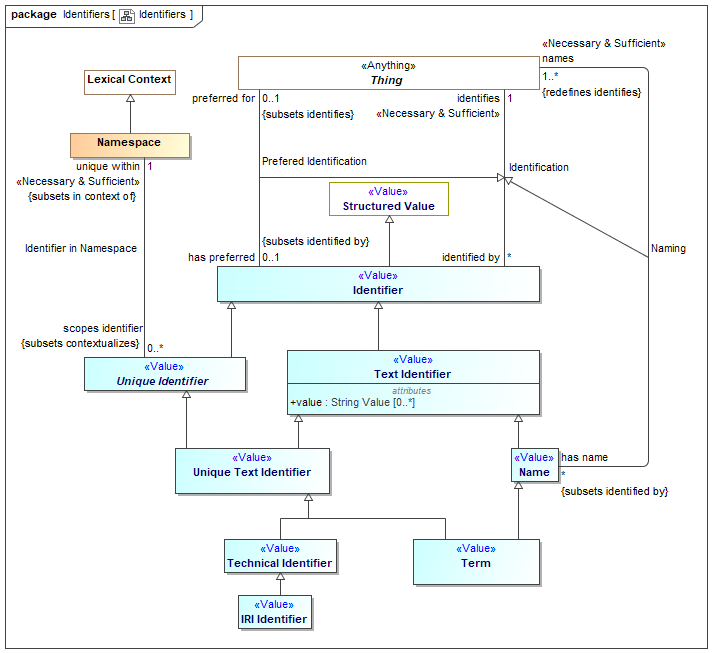 package Identifiers [ Identifiers ]
«Necessary & Sufficient»
names
«Anything»
Thing
1..*
{redefines identifies}
Lexical Context
preferred for
0..1
identifies
1
{subsets identifies}
«Necessary & Sufficient»
Namespace
unique within
1
«Necessary & Sufficient»
{subsets in context of}
Prefered Identification
Identification
«Value»
Structured Value
Identifier in Namespace
{subsets identified by}
Naming
has preferred
0..1
identified by
*
«Value»
Identifier
scopes identifier
{subsets contextualizes}
0..*
«Value»
Unique Identifier
«Value»
Text Identifier
attributes
+value : String Value [0..*]
«Value»
Unique Text Identifier
«Value»
Name
has name
*
{subsets identified by}
«Value»
Technical Identifier
«Value»
Term
«Value»
IRI Identifier